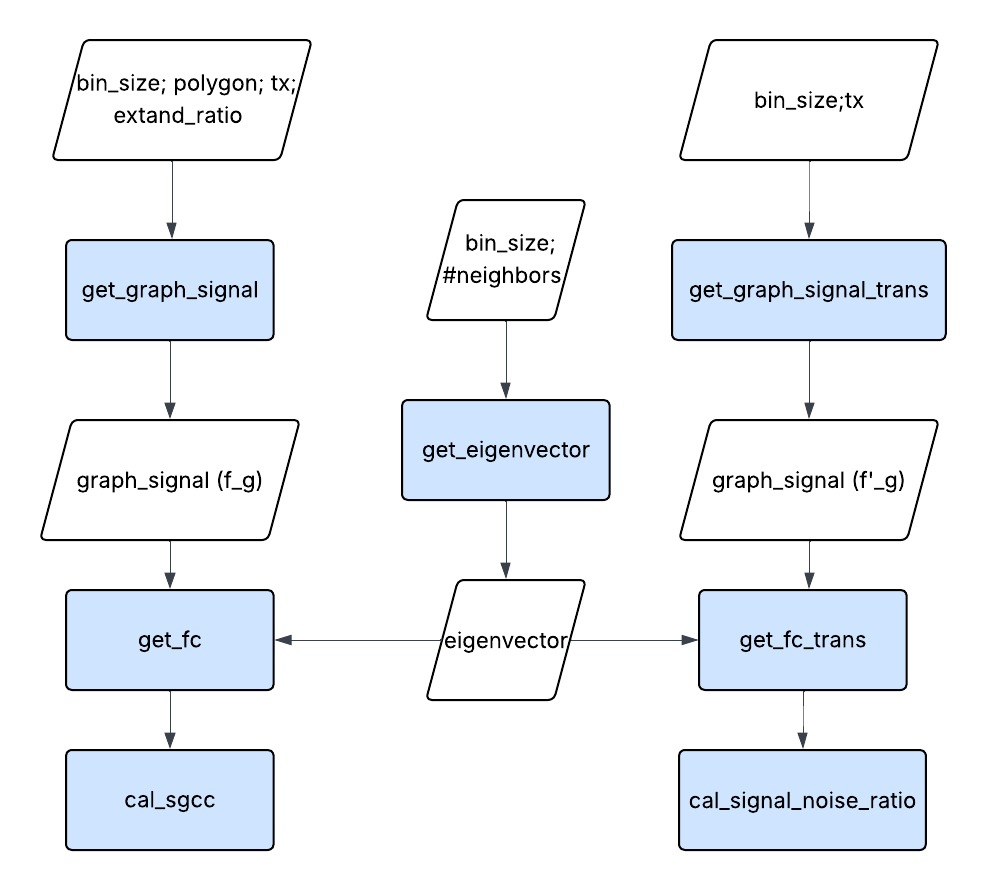 bin_size; polygon; tx;
extand_ratio
bin_size;tx
bin_size;
#neighbors
get_graph_signal
get_graph_signal_trans
get_eigenvector
graph_signal (f_g)
graph_signal (f'_g)
get_fc
eigenvector
get_fc_trans
cal_sgcc
cal_signal_noise_ratio